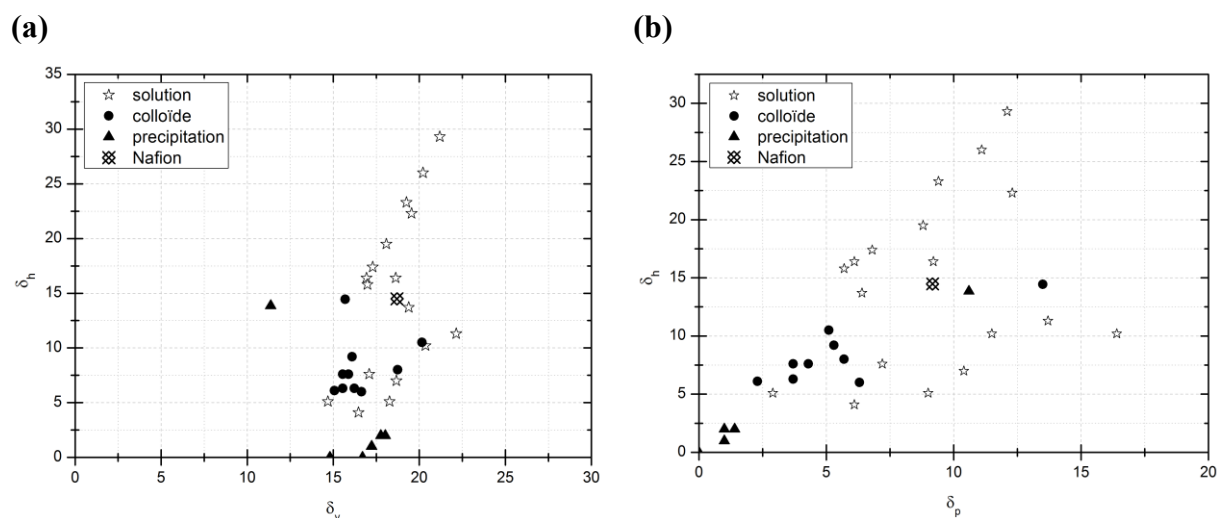 (a)
35
30
25
20
15
10
5
0
δh
solution
colloïde
precipitation
Nafion
0 5 10 15 20 25 30
δv
(b)
30
25
20
15
10
5
0
δh
solution
colloïde
precipitation
Nafion
0 5 10 15 20
δp